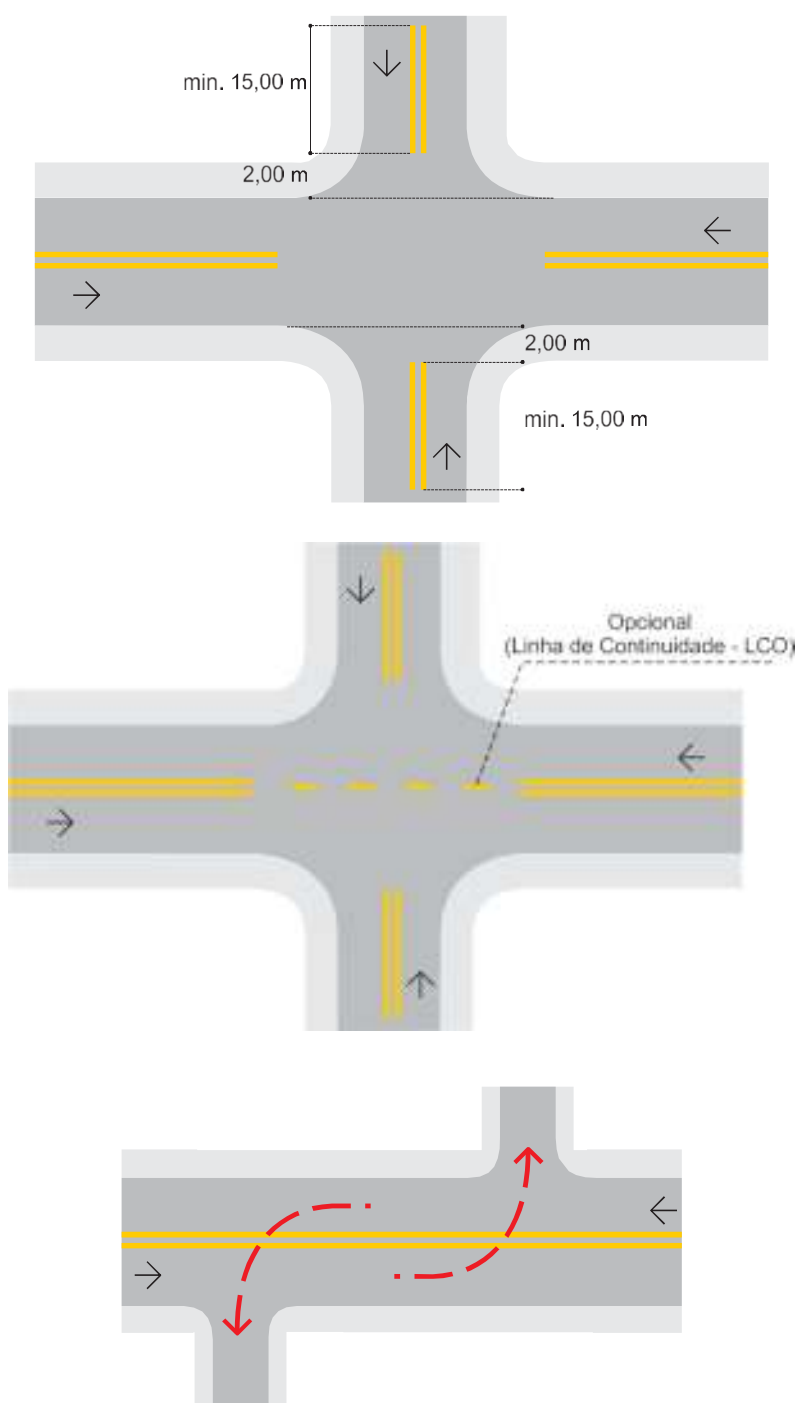 min. 15,00 m
2,00 m
2,00 m
min. 15,00 m
Opcional
(Linha de Continuidade - LCO)